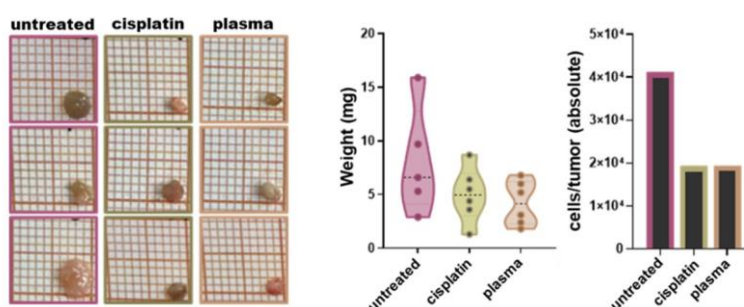 untreated cisplatin plasma
Weight (mg)
20
15
10
5
0
untreated
cisplatin
plasma
cells/tumor (absolute)
5×10⁴
4×10⁴
3×10⁴
2×10⁴
1×10⁴
0
untreated
cisplatin
plasma